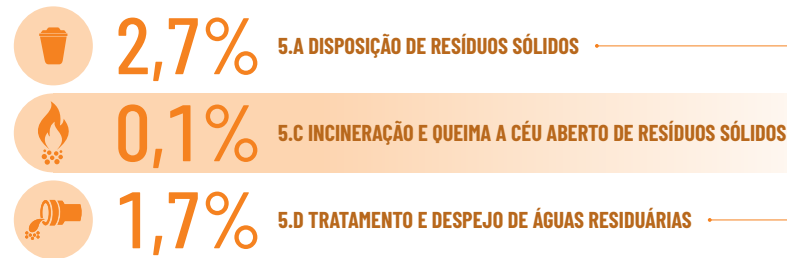 2,7% 5.A DISPOSIÇÃO DE RESÍDUOS SÓLIDOS
0,1% 5.C INCINERAÇÃO E QUEIMA A CÉU ABERTO DE RESÍDUOS SÓLIDOS
1,7% 5.D TRATAMENTO E DESPEJO DE ÁGUAS RESIDUÁRIAS